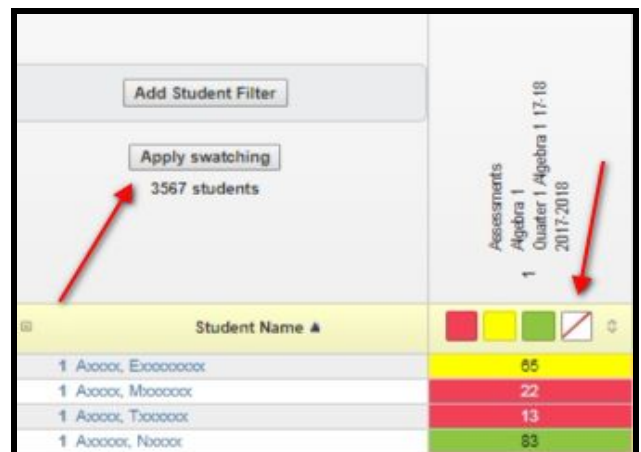 Add Student Filter
Apply swatching
3567 students
Assessments
Algebra 1
Quarter 1 Algebra 1 17-18
2017-2018
1
Student Name ▲
1 Axxxx, Exxxxxxxx 65
1 Axxxx, Mxxxxxx 22
1 Axxxx, Txxxxxx 13
1 Axxxxx, Nxxxx 83